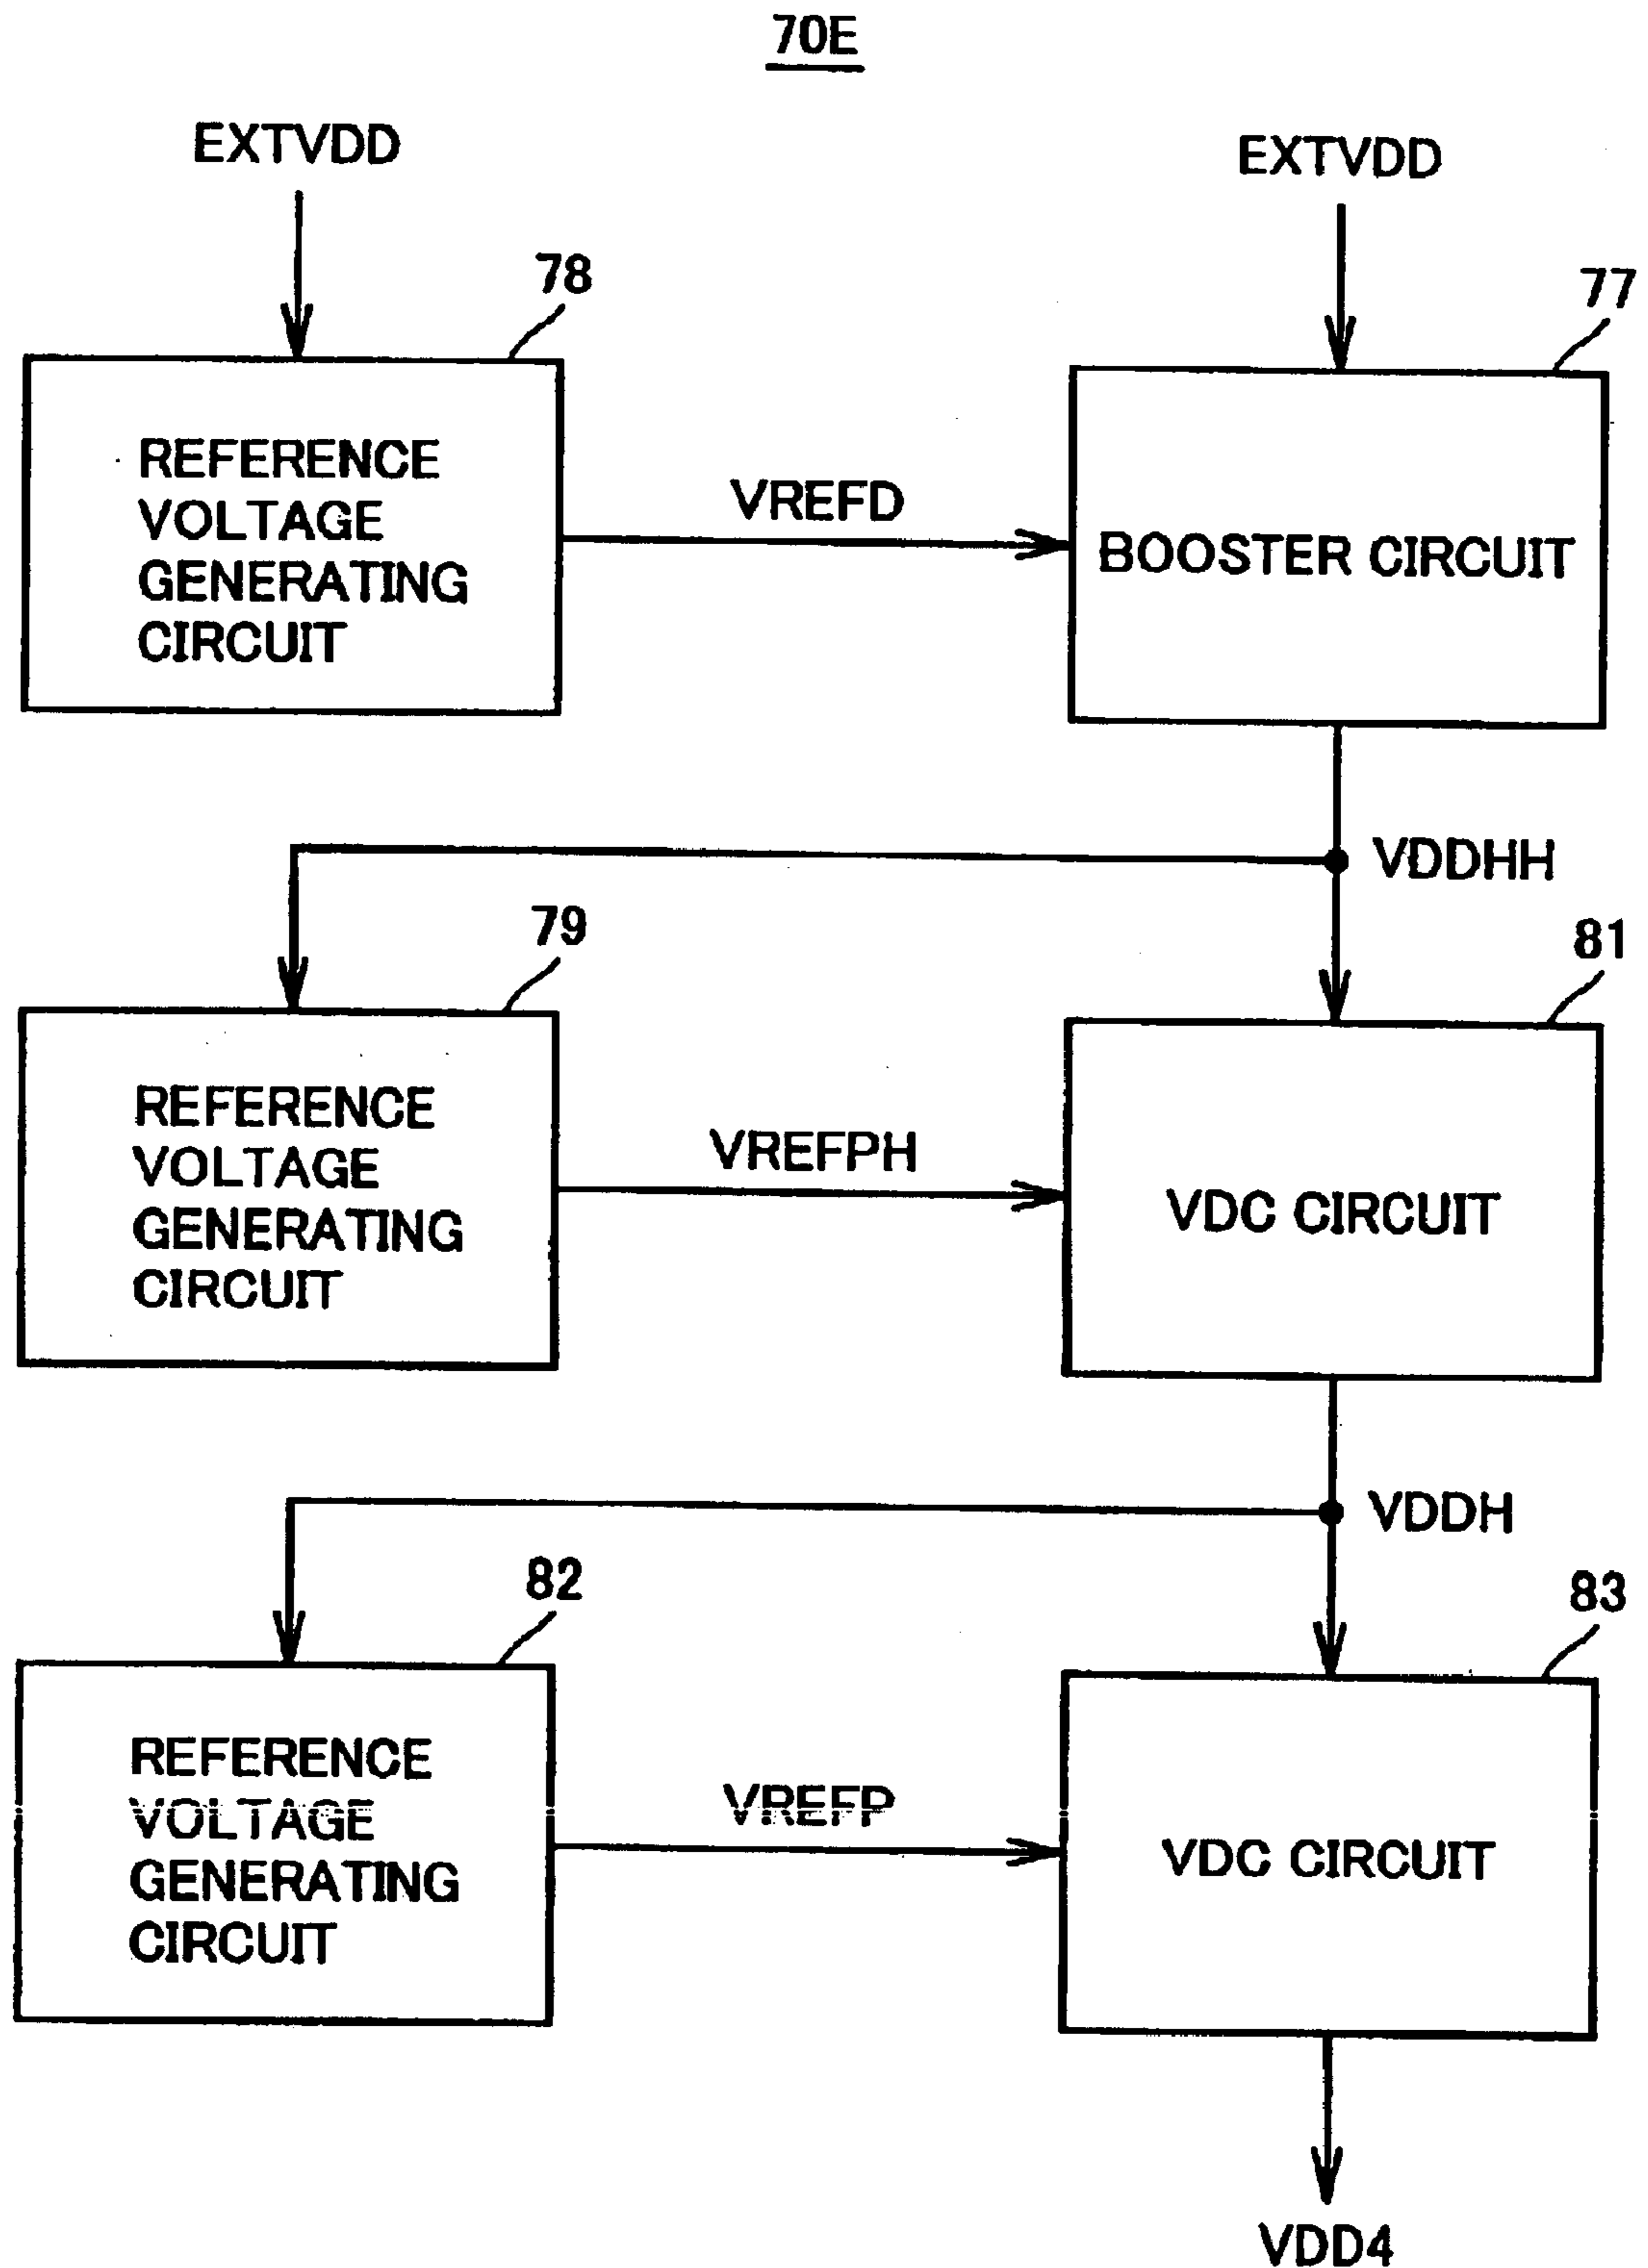 70E
EXTVDD
EXTVDD
78
77
REFERENCE
VOLTAGE
GENERATING
CIRCUIT
VREFD
BOOSTER CIRCUIT
VDDHH
79
81
REFERENCE
VOLTAGE
GENERATING
CIRCUIT
VREFPH
VDC CIRCUIT
VDDH
82
83
REFERENCE
VOLTAGE
GENERATING
CIRCUIT
VREFP
VDC CIRCUIT
VDD4